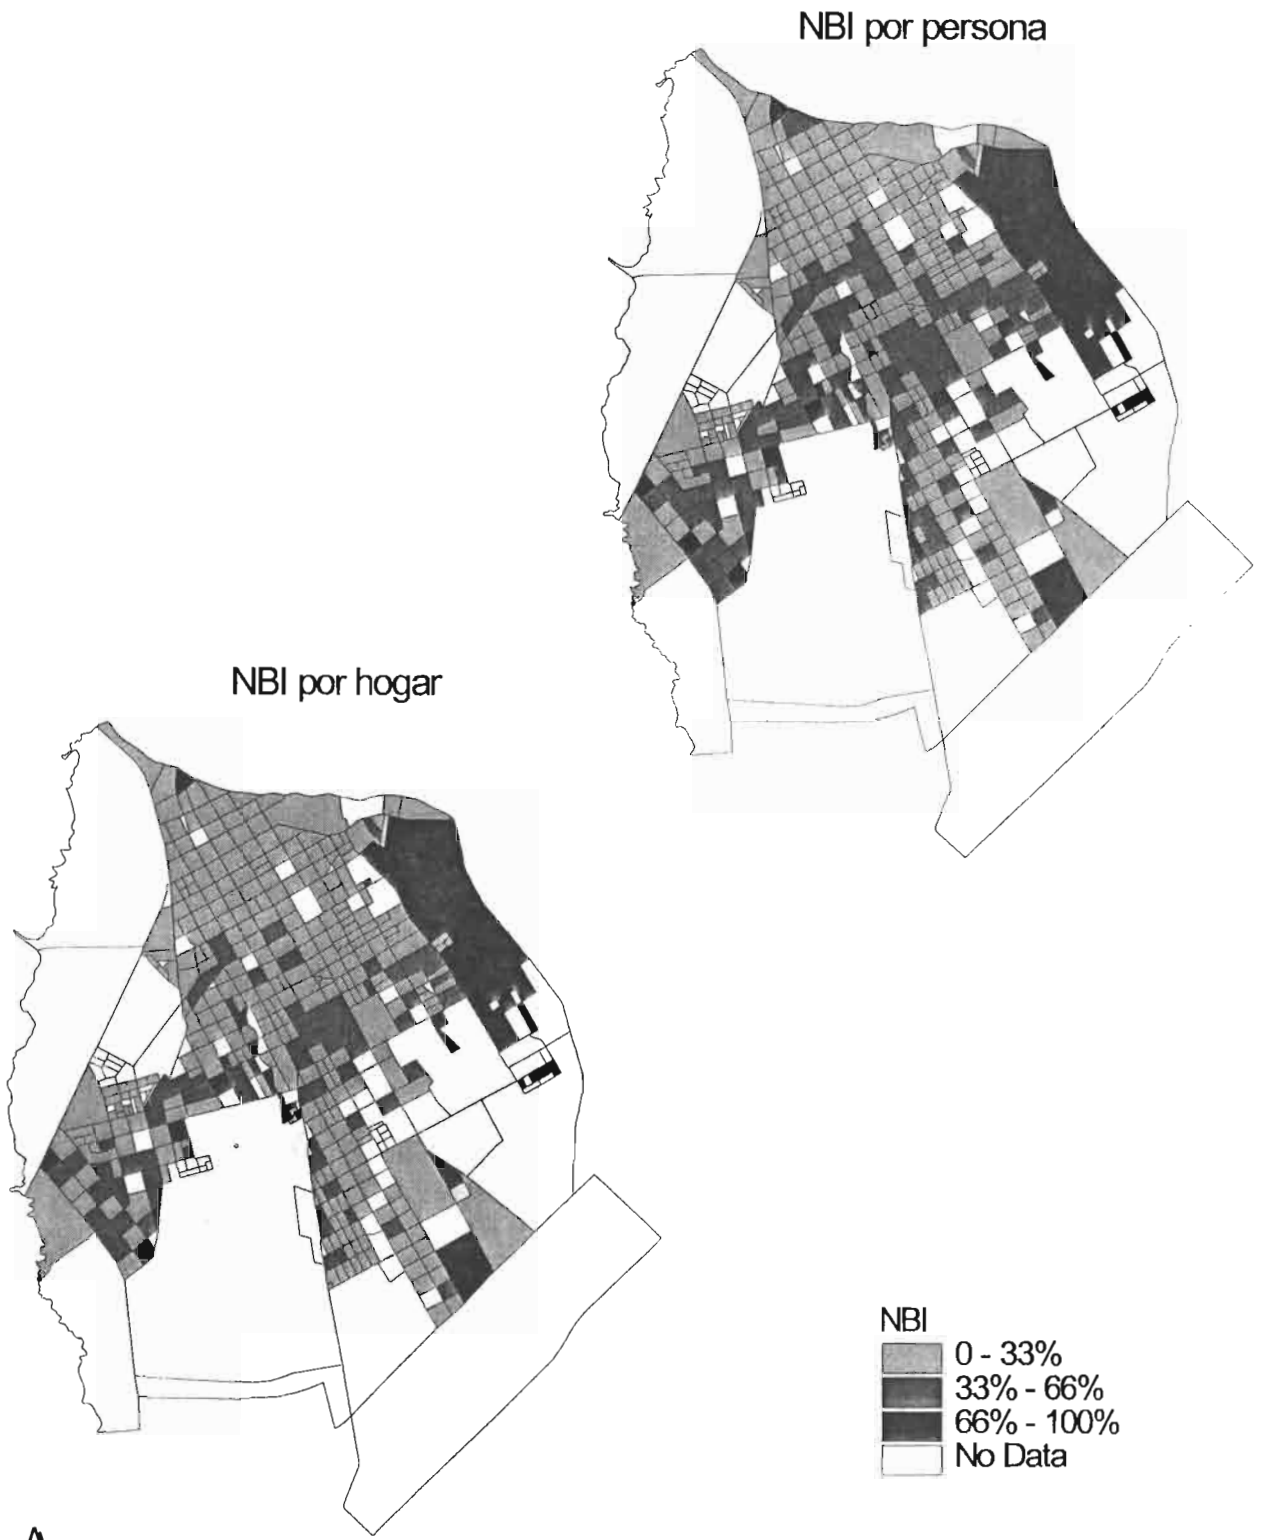 NBI por persona
NBI por hogar
NBI
0 - 33%
33% - 66%
66% - 100%
No Data